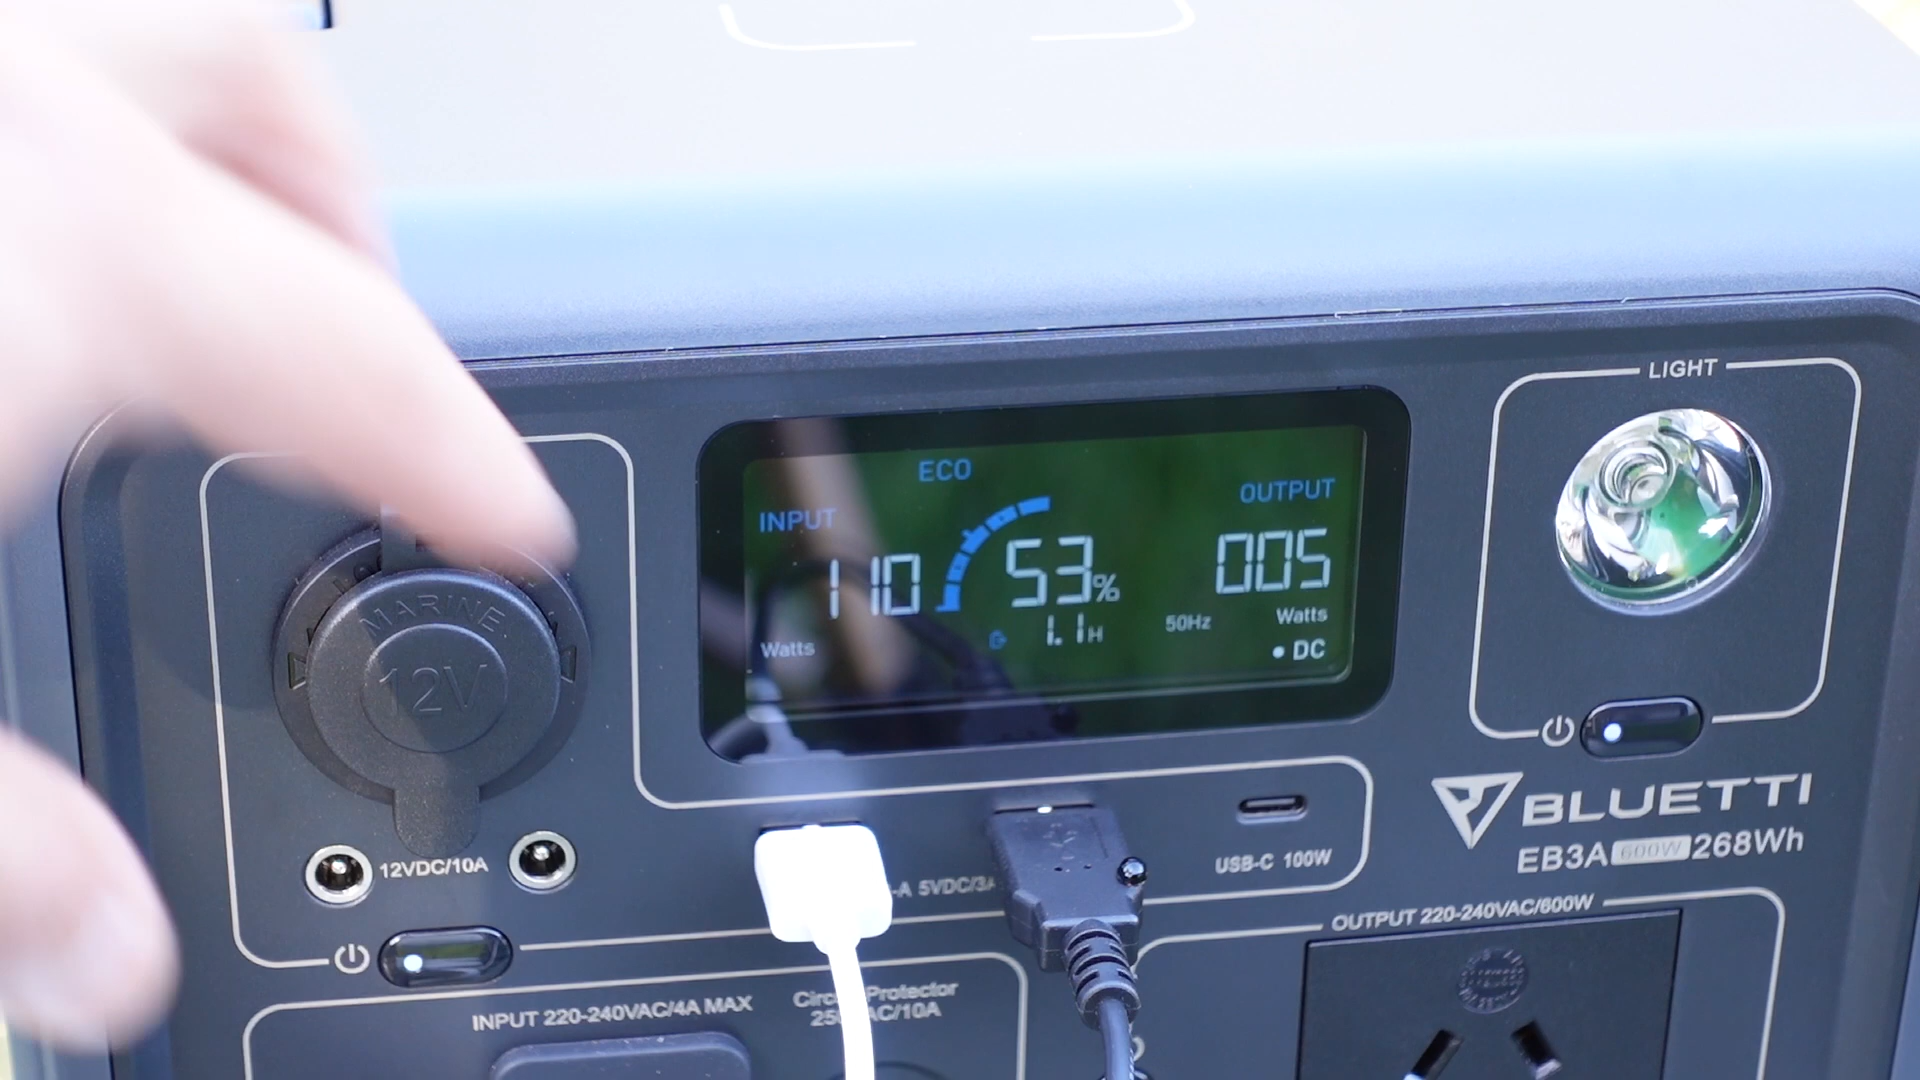 LIGHT
ECO
INPUT
OUTPUT
110
53%
005
Watts
1.1H
50Hz
Watts
DC
MARINE
12V
BLUETTI
EB3A 600W 268Wh
12VDC/10A
-A 5VDC/3A
USB-C 100W
OUTPUT 220-240VAC/600W
INPUT 220-240VAC/4A MAX
Protector
AC/10A